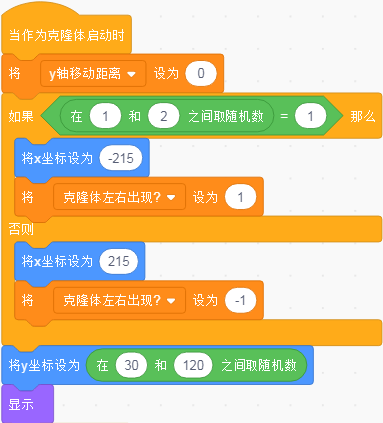 当作为克隆体启动时
将 y轴移动距离 设为 0
如果 在 1 和 2 之间取随机数 = 1 那么
将x坐标设为 -215
将 克隆体左右出现? 设为 1
否则
将x坐标设为 215
将 克隆体左右出现? 设为 -1
将y坐标设为 在 30 和 120 之间取随机数
显示